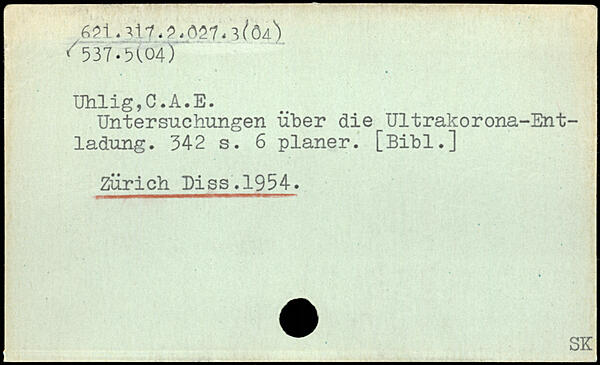 621.317.2.027.3(04)
537.5(04)
Uhlig,C.A.E.
Untersuchungen über die Ultrakorona-Ent-
ladung. 342 s. 6 planer. [Bibl.]
Zürich Diss.1954.
SK